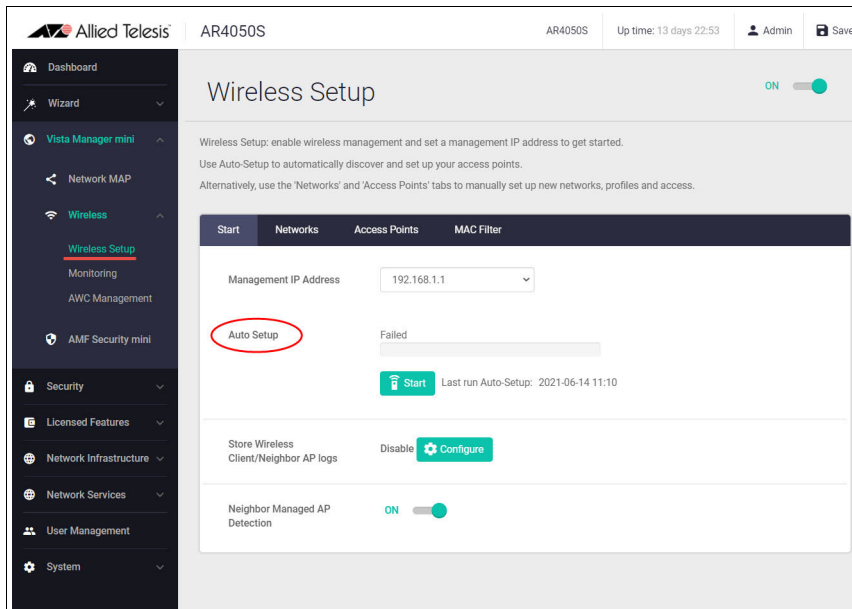 Allied Telesis
AR4050S
AR4050S
Up time: 13 days 22:53
Admin
Save
Dashboard
Wizard
Vista Manager mini
Network MAP
Wireless
Wireless Setup
Monitoring
AWC Management
AMF Security mini
Security
Licensed Features
Network Infrastructure
Network Services
User Management
System
Wireless Setup
ON
Wireless Setup: enable wireless management and set a management IP address to get started.
Use Auto-Setup to automatically discover and set up your access points.
Alternatively, use the 'Networks' and 'Access Points' tabs to manually set up new networks, profiles and access.
Start Networks Access Points MAC Filter
Management IP Address
192.168.1.1
Auto Setup
Failed
Start Last run Auto-Setup: 2021-06-14 11:10
Store Wireless
Client/Neighbor AP logs
Disable Configure
Neighbor Managed AP
Detection
ON